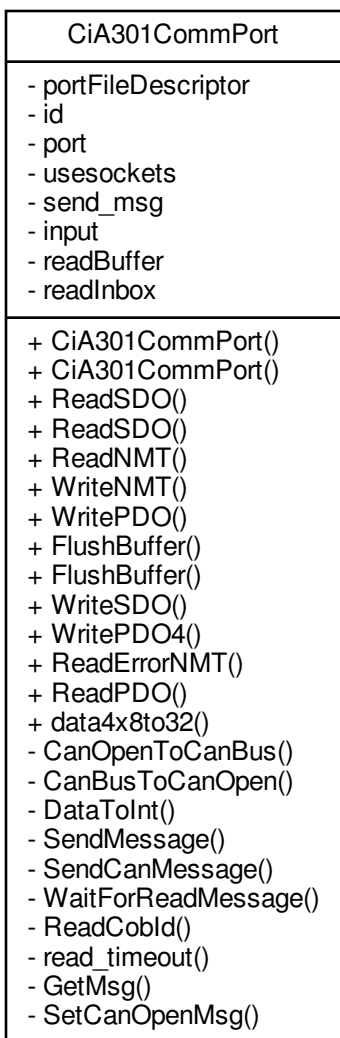 CiA301CommPort
- portFileDescriptor
- id
- port
- usesockets
- send_msg
- input
- readBuffer
- readInbox
+ CiA301CommPort()
+ CiA301CommPort()
+ ReadSDO()
+ ReadSDO()
+ ReadNMT()
+ WriteNMT()
+ WritePDO()
+ FlushBuffer()
+ FlushBuffer()
+ WriteSDO()
+ WritePDO4()
+ ReadErrorNMT()
+ ReadPDO()
+ data4x8to32()
- CanOpenToCanBus()
- CanBusToCanOpen()
- DataToInt()
- SendMessage()
- SendCanMessage()
- WaitForReadMessage()
- ReadCobId()
- read_timeout()
- GetMsg()
- SetCanOpenMsg()